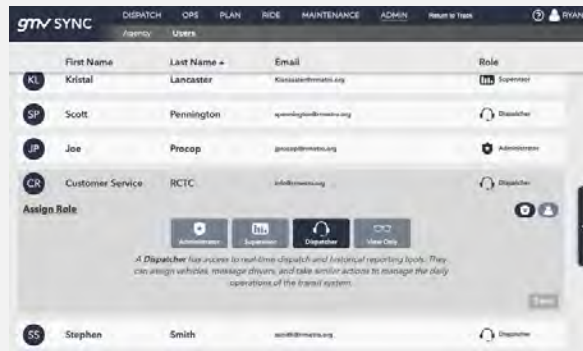 gmv SYNC DISPATCH OPS PLAN RIDE MAINTENANCE ADMIN Return to Track RYAN
Agency Users
First Name Last Name Email Role
KL Kristal Lancaster Supervisor
SP Scott Pennington Dispatcher
JP Joe Procop Administrator
CR Customer Service RCTC Dispatcher
Assign Role
Administrator Supervisor Dispatcher View Only
A Dispatcher has access to real-time dispatch and historical reporting tools. They
can assign vehicles, message drivers, and take similar actions to manage the daily
operations of the transit system.
Save
SS Stephen Smith Dispatcher